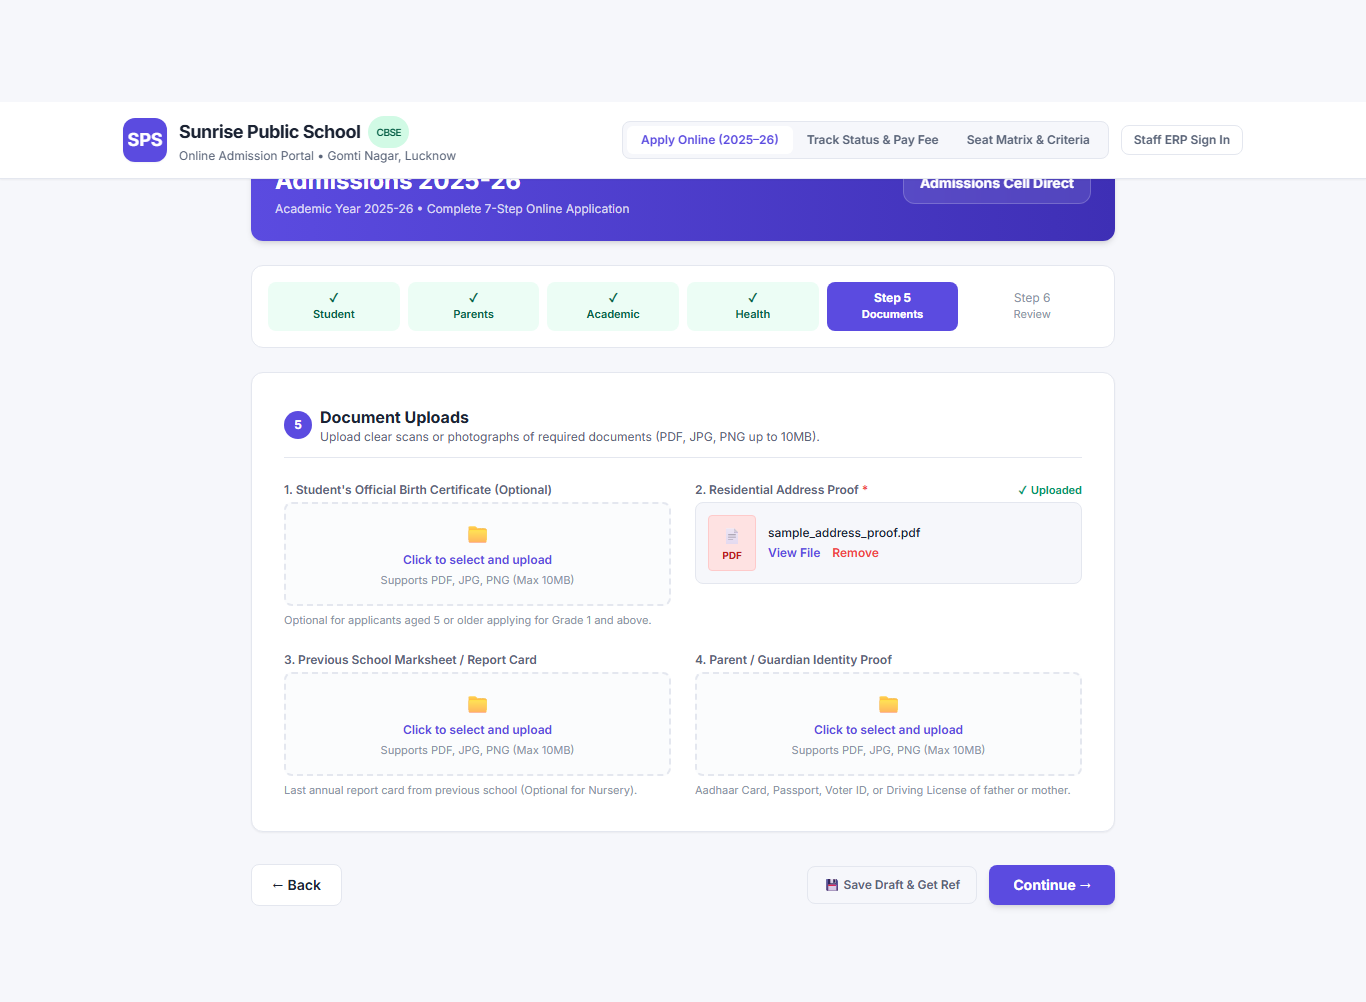 SPS
Sunrise Public School
CBSE
Online Admission Portal • Gomti Nagar, Lucknow
Apply Online (2025–26)
Track Status & Pay Fee
Seat Matrix & Criteria
Staff ERP Sign In
Admissions 2025-26
Academic Year 2025-26 • Complete 7-Step Online Application
Admissions Cell Direct
✓
Student
✓
Parents
✓
Academic
✓
Health
Step 5
Documents
Step 6
Review
5
Document Uploads
Upload clear scans or photographs of required documents (PDF, JPG, PNG up to 10MB).
1. Student's Official Birth Certificate (Optional)
Click to select and upload
Supports PDF, JPG, PNG (Max 10MB)
Optional for applicants aged 5 or older applying for Grade 1 and above.
2. Residential Address Proof *
✓ Uploaded
PDF
sample_address_proof.pdf
View File
Remove
3. Previous School Marksheet / Report Card
Click to select and upload
Supports PDF, JPG, PNG (Max 10MB)
Last annual report card from previous school (Optional for Nursery).
4. Parent / Guardian Identity Proof
Click to select and upload
Supports PDF, JPG, PNG (Max 10MB)
Aadhaar Card, Passport, Voter ID, or Driving License of father or mother.
← Back
Save Draft & Get Ref
Continue →